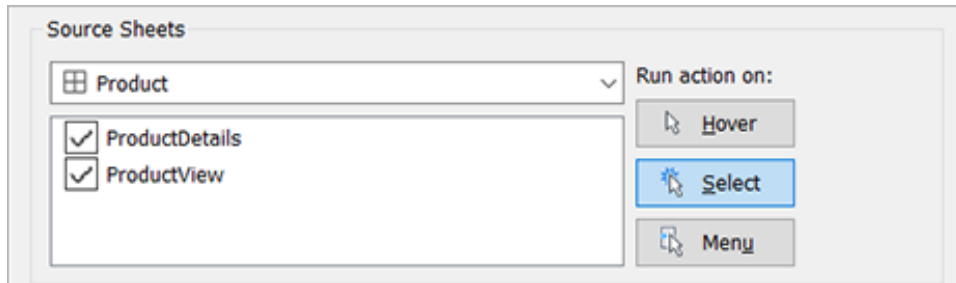 Source Sheets
Product
Run action on:
ProductDetails
ProductView
Hover
Select
Menu